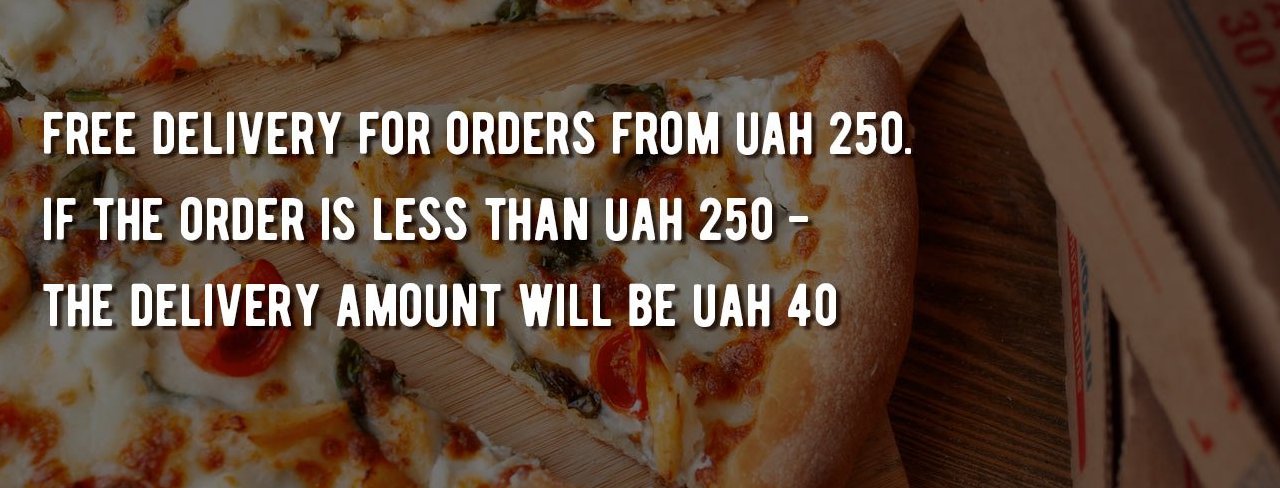 FREE DELIVERY FOR ORDERS FROM UAH 250.
IF THE ORDER IS LESS THAN UAH 250 -
THE DELIVERY AMOUNT WILL BE UAH 40
30